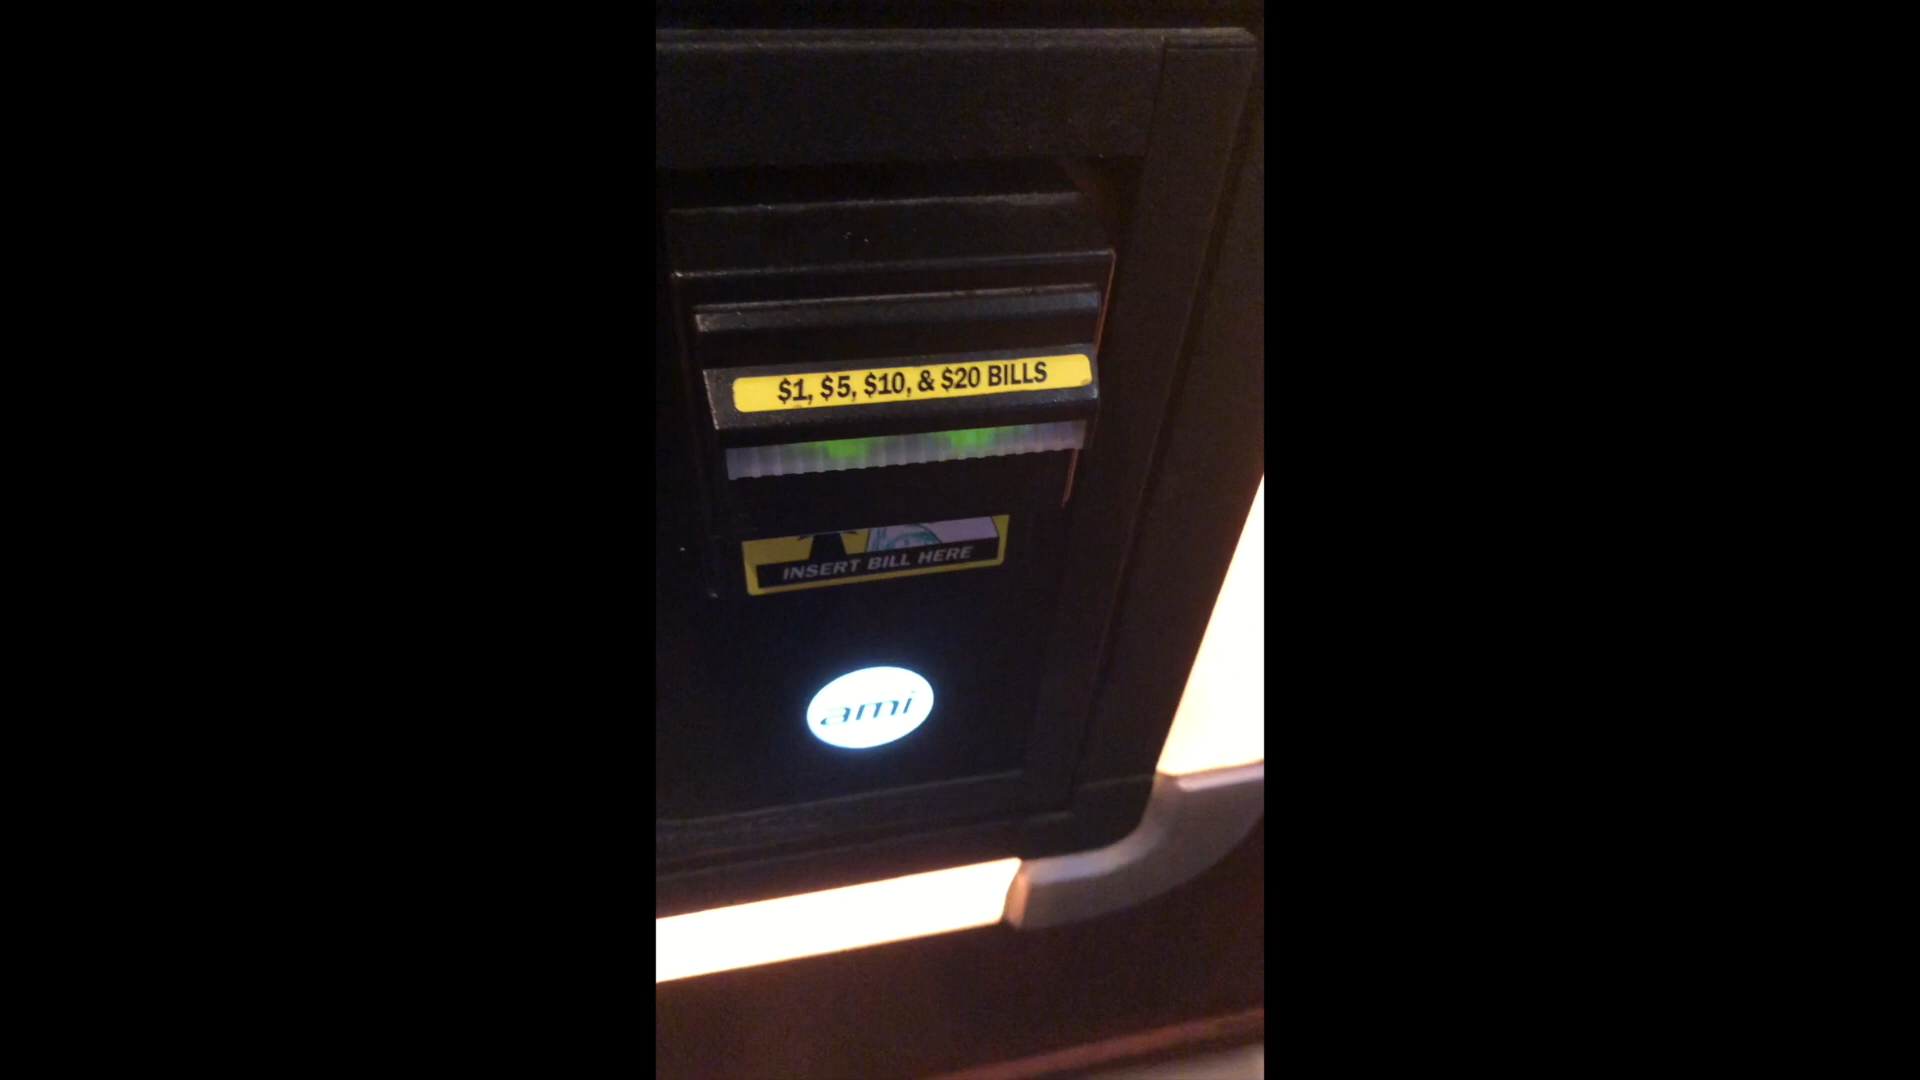 $1, $5, $10, & $20 BILLS
INSERT BILL HERE
ami